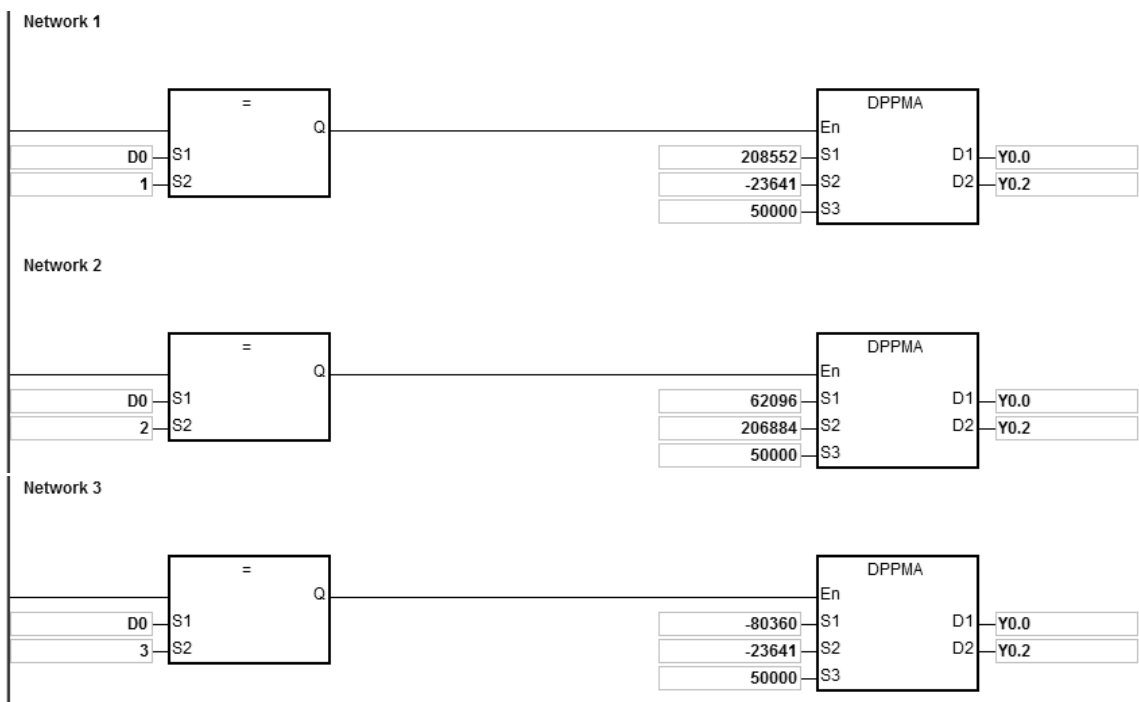 Network 1
= DPPMA
Q En
D0 S1 208552 S1 D1 Y0.0
1 S2 -23641 S2 D2 Y0.2
50000 S3
Network 2
= DPPMA
Q En
D0 S1 62096 S1 D1 Y0.0
2 S2 206884 S2 D2 Y0.2
50000 S3
Network 3
= DPPMA
Q En
D0 S1 -80360 S1 D1 Y0.0
3 S2 -23641 S2 D2 Y0.2
50000 S3